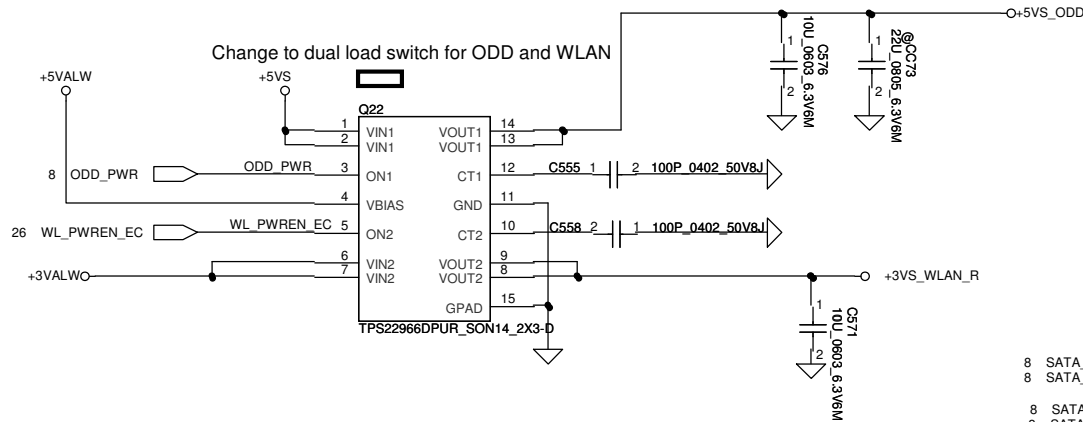 +5VS_ODD
Change to dual load switch for ODD and WLAN
+5VALW
+5VS
Q22
1 VIN1 VOUT1 14
2 VIN1 VOUT1 13
8 ODD_PWR ODD_PWR 3 ON1 CT1 12 C555 1 2 100P_0402_50V8J
4 VBIAS GND 11
26 WL_PWREN_EC WL_PWREN_EC 5 ON2 CT2 10 C558 2 1 100P_0402_50V8J
6 VIN2 VOUT2 9
+3VALW 7 VIN2 VOUT2 8 +3VS_WLAN_R
GPAD 15
TPS22966DPUR_SON14_2X3-D
1
2
C576
10U_0603_6.3V6M
1
2
@CC73
22U_0805_6.3V6M
1
2
C571
10U_0603_6.3V6M
8 SATA_
8 SATA_
8 SATA